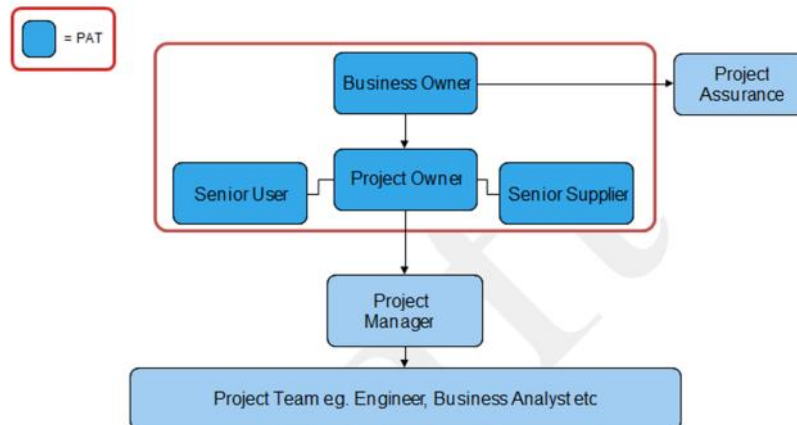 = PAT
Business Owner
Project
Assurance
Senior User
Project Owner
Senior Supplier
Project
Manager
Project Team e.g. Engineer, Business Analyst etc